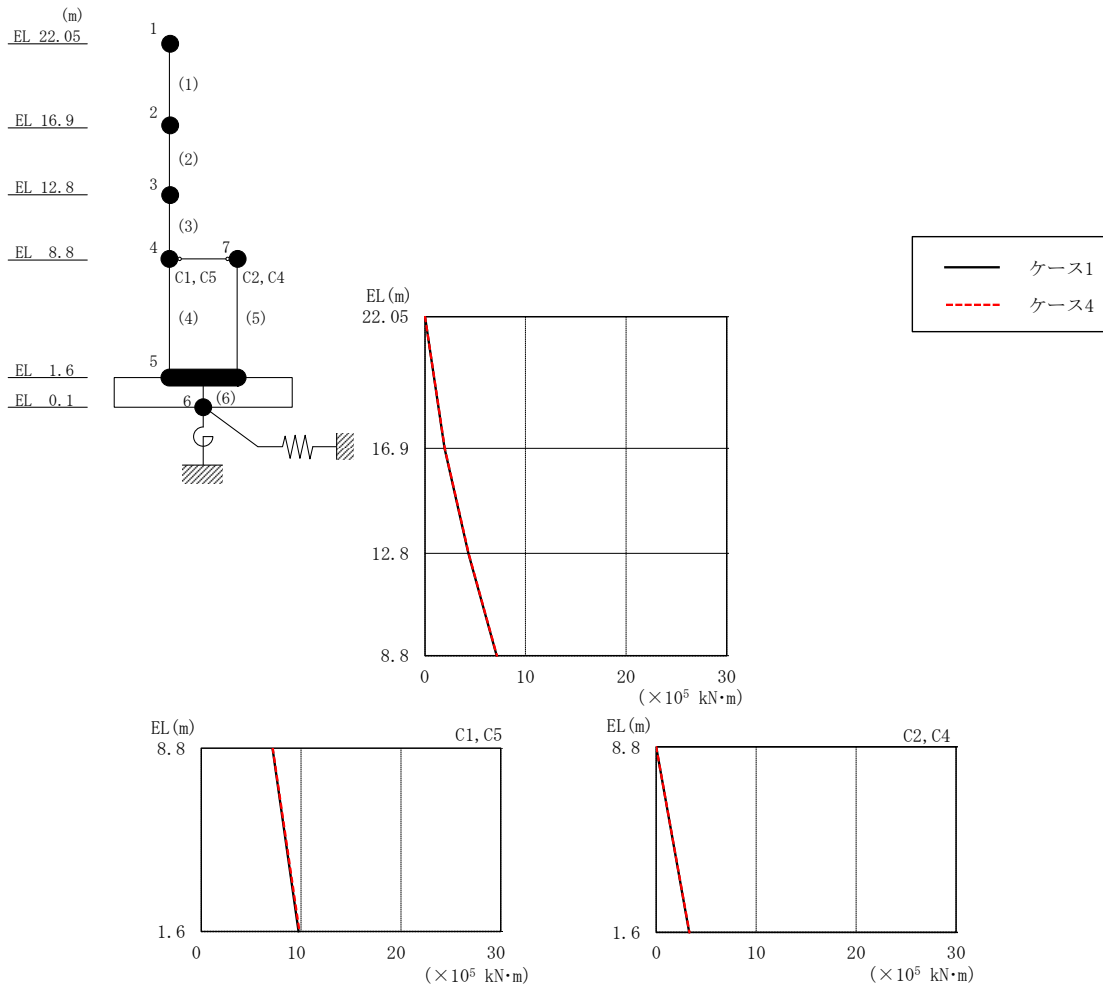 (m)
EL 22.05
EL 16.9
EL 12.8
EL 8.8
EL 1.6
EL 0.1
1
(1)
2
(2)
3
(3)
4
7
C1,C5
C2,C4
(4)
(5)
5
6
(6)
ケース1
ケース4
EL(m)
22.05
16.9
12.8
8.8
0
10
20
30
(×10⁵ kN·m)
EL(m)
C1,C5
8.8
1.6
0
10
20
30
(×10⁵ kN·m)
EL(m)
C2,C4
8.8
1.6
0
10
20
30
(×10⁵ kN·m)